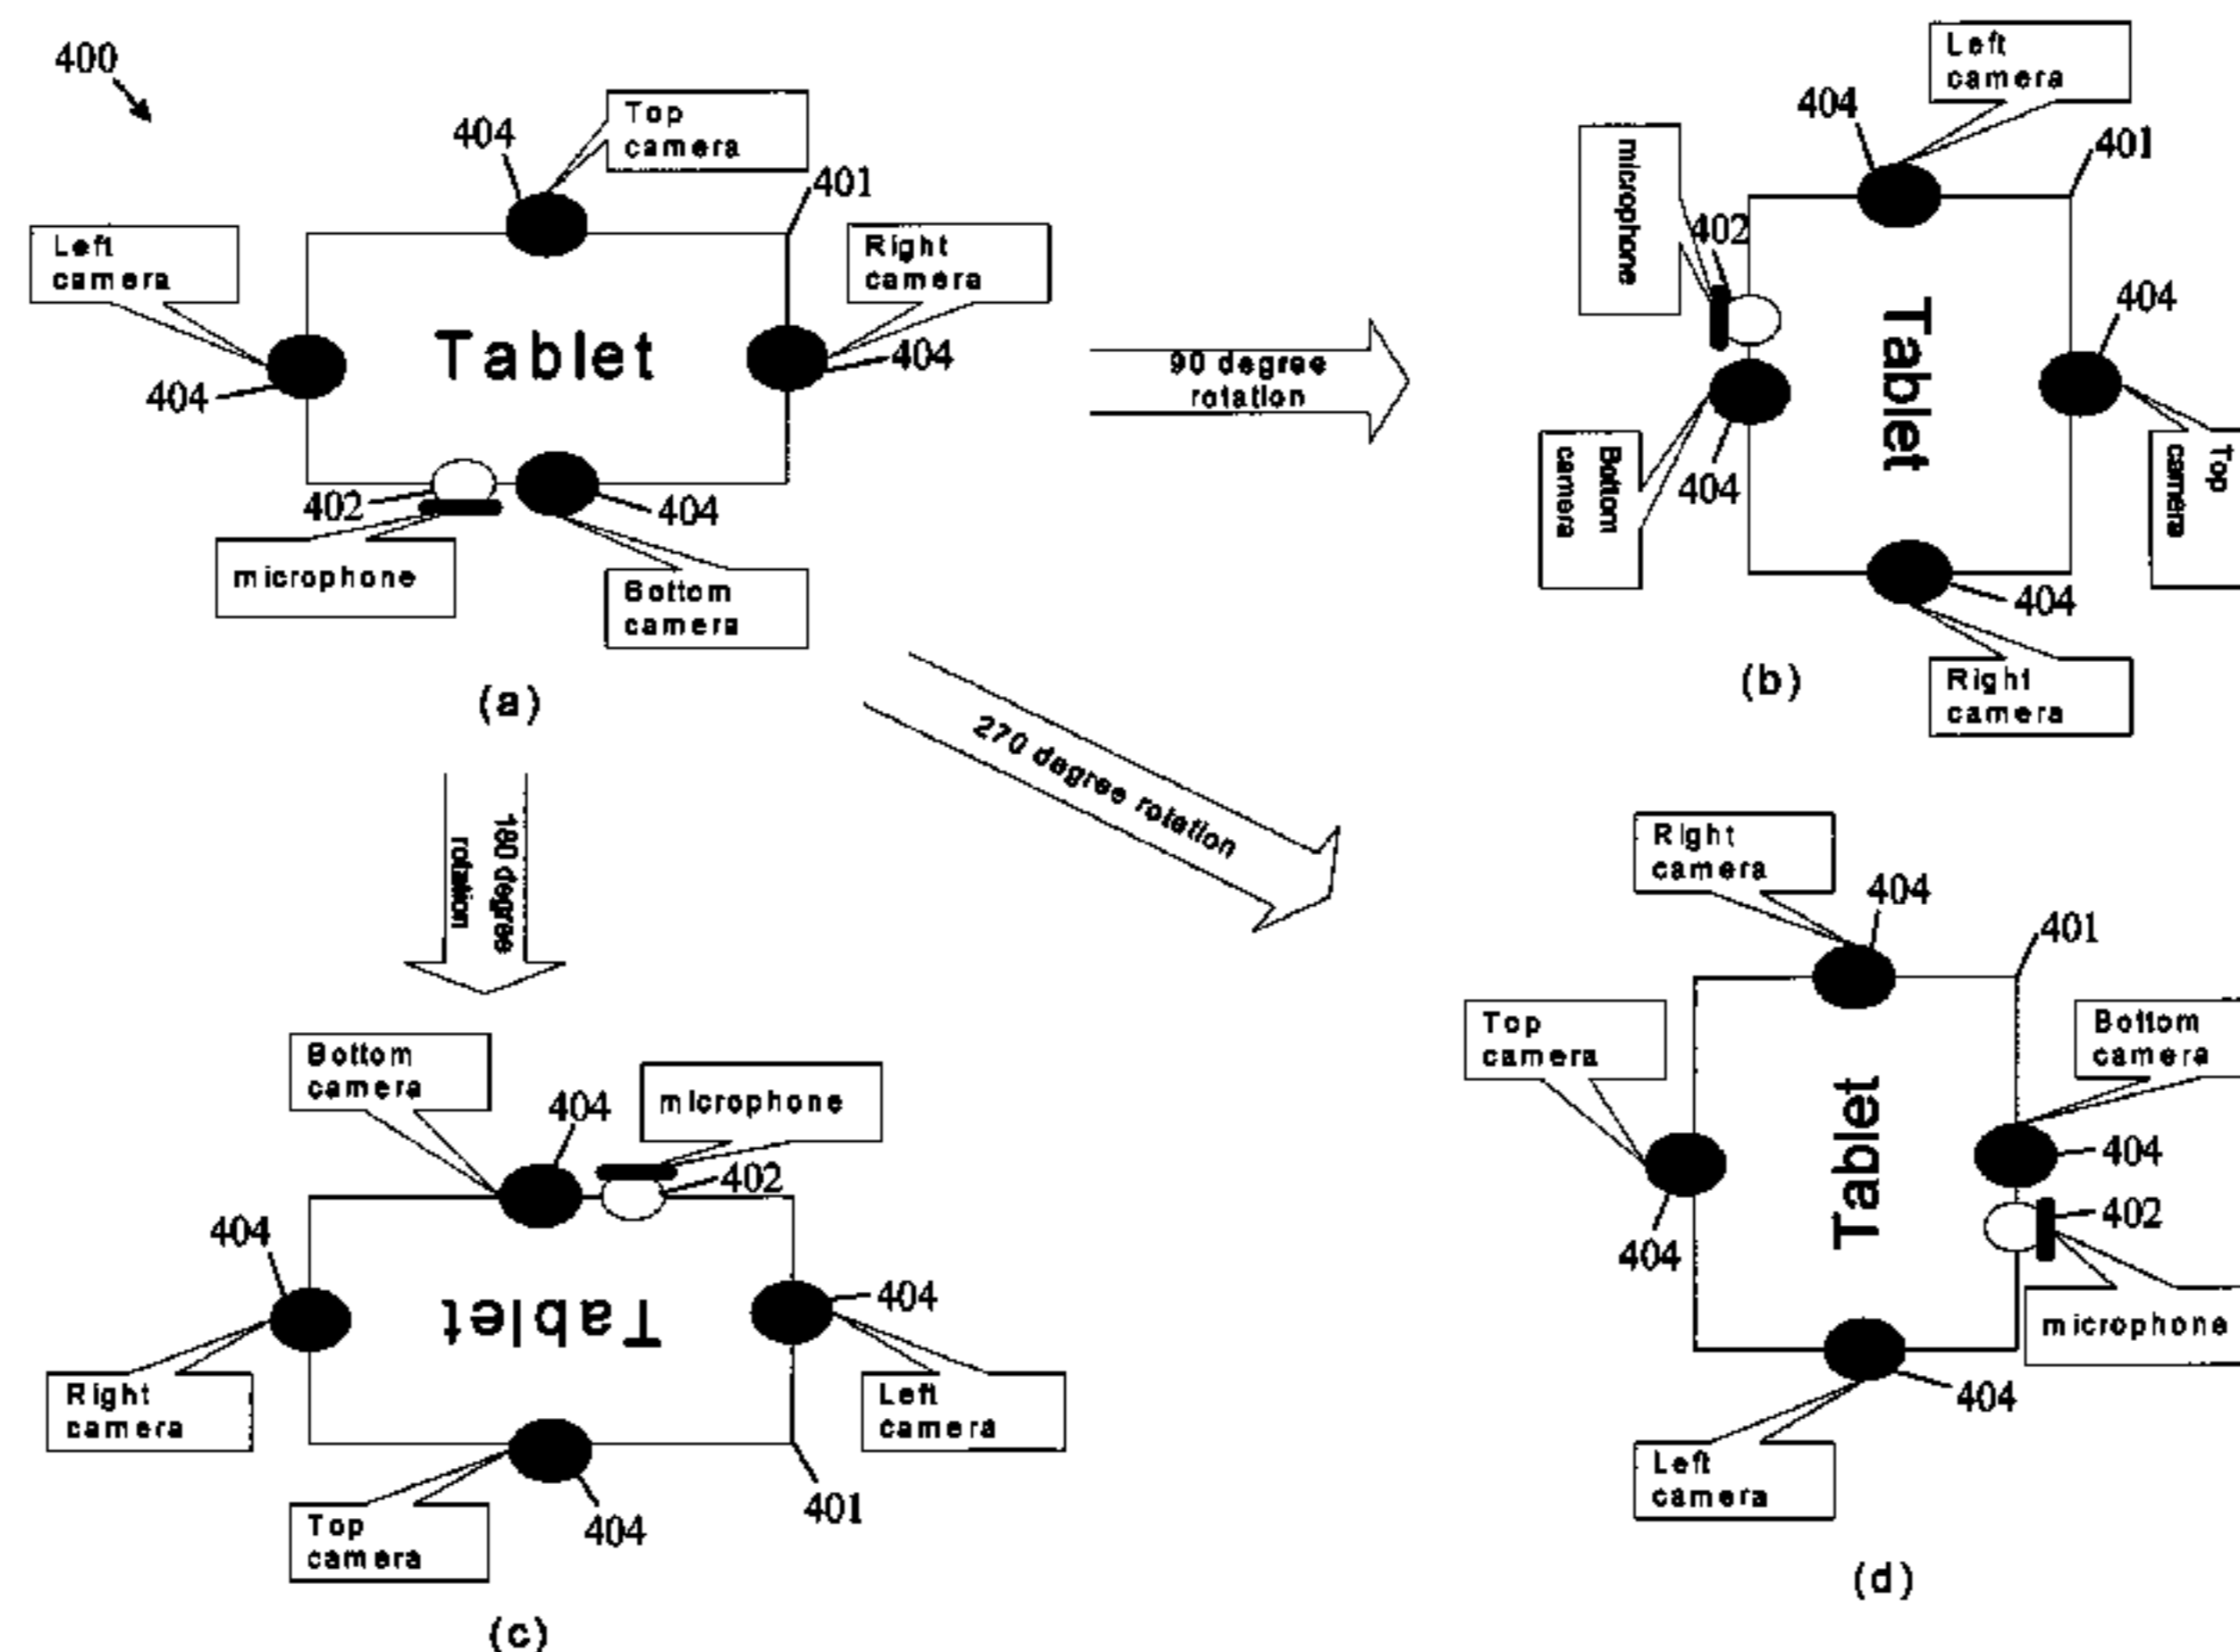 400
Top
camera
404
401
Left
camera
Right
camera
Tablet
404
404
402
404
microphone
Bottom
camera
(a)
90 degree
rotation
Left
camera
404
401
microphone
402
404
Tablet
Bottom
camera
404
Top
camera
404
Right
camera
(b)
270 degree rotation
180 degree
rotation
Bottom
camera
404
microphone
402
404
Tablet
404
Right
camera
Left
camera
Top
camera
404
401
(c)
Right
camera
404
401
Top
camera
Bottom
camera
Tablet
404
404
402
microphone
404
Left
camera
(d)